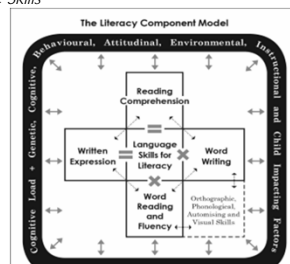 Skills
The Literacy Component Model
Behavioural, Attitudinal, Environmental, Instructional and Child Impacting Factors
Cognitive Load + Genetic, Cognitive,
Reading
Comprehension
=
Written
Expression
=
Language
Skills for
Literacy
×
Word
Writing
×
Word
Reading
and
Fluency
Orthographic,
Phonological,
Automising and
Visual Skills